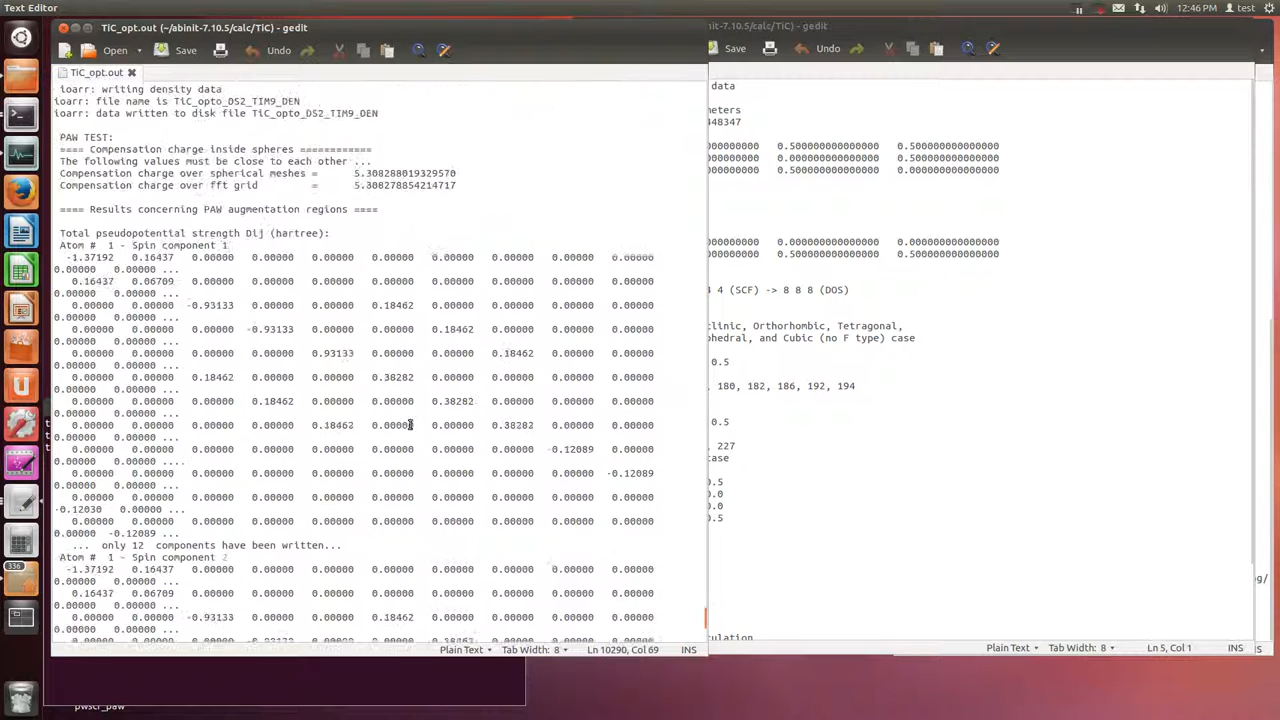 Text Editor
12:46 PM
test
TiC_opt.out (~/abinit-7.10.5/calc/TiC) - gedit
Open
Save
Undo
TiC_opt.out
ioarr: writing density data
ioarr: file name is TiC_opto_DS2_TIM9_DEN
ioarr: data written to disk file TiC_opto_DS2_TIM9_DEN
PAW TEST:
==== Compensation charge inside spheres ============
The following values must be close to each other ...
Compensation charge over spherical meshes = 5.308288019329570
Compensation charge over fft grid = 5.308278854214717
==== Results concerning PAW augmentation regions ====
Total pseudopotential strength Dij (hartree):
Atom # 1 - Spin component 1
-1.37192 0.16437 0.00000 0.00000 0.00000 0.00000 0.00000 0.00000 0.00000 0.00000
0.00000 0.00000 ...
0.16437 0.06709 0.00000 0.00000 0.00000 0.00000 0.00000 0.00000 0.00000 0.00000
0.00000 0.00000 ...
0.00000 0.00000 -0.93133 0.00000 0.00000 0.18462 0.00000 0.00000 0.00000 0.00000
0.00000 0.00000 ...
0.00000 0.00000 0.00000 -0.93133 0.00000 0.00000 0.18462 0.00000 0.00000 0.00000
0.00000 0.00000 ...
0.00000 0.00000 0.00000 0.00000 0.93133 0.00000 0.00000 0.18462 0.00000 0.00000
0.00000 0.00000 ...
0.00000 0.00000 0.18462 0.00000 0.00000 0.38282 0.00000 0.00000 0.00000 0.00000
0.00000 0.00000 ...
0.00000 0.00000 0.00000 0.18462 0.00000 0.00000 0.38282 0.00000 0.00000 0.00000
0.00000 0.00000 ...
0.00000 0.00000 0.00000 0.00000 0.18462 0.00000 0.00000 0.38282 0.00000 0.00000
0.00000 0.00000 ...
0.00000 0.00000 0.00000 0.00000 0.00000 0.00000 0.00000 0.00000 -0.12089 0.00000
0.00000 0.00000 ....
0.00000 0.00000 0.00000 0.00000 0.00000 0.00000 0.00000 0.00000 0.00000 -0.12089
0.00000 0.00000 ...
0.00000 0.00000 0.00000 0.00000 0.00000 0.00000 0.00000 0.00000 0.00000 0.00000
-0.12030 0.00000 ...
0.00000 0.00000 0.00000 0.00000 0.00000 0.00000 0.00000 0.00000 0.00000 0.00000
0.00000 -0.12089 ...
... only 12 components have been written...
Atom # 1 - Spin component 2
-1.37192 0.16437 0.00000 0.00000 0.00000 0.00000 0.00000 0.00000 0.00000 0.00000
0.00000 0.00000 ...
0.16437 0.06709 0.00000 0.00000 0.00000 0.00000 0.00000 0.00000 0.00000 0.00000
0.00000 0.00000 ...
0.00000 0.00000 -0.93133 0.00000 0.00000 0.18462 0.00000 0.00000 0.00000 0.00000
0.00000 0.00000 ...
Plain Text Tab Width: 8 Ln 10290, Col 69 INS
nit-7.10.5/calc/TiC) - gedit
Save
Undo
data
meters
448347
000000000 0.500000000000000 0.500000000000000
000000000 0.000000000000000 0.500000000000000
000000000 0.500000000000000 0.000000000000000
000000000 0.000000000000000 0.000000000000000
000000000 0.500000000000000 0.500000000000000
4 4 (SCF) -> 8 8 8 (DOS)
clinic, Orthorhombic, Tetragonal,
ohedral, and Cubic (no F type) case
0.5
, 180, 182, 186, 192, 194
0.5
, 227
case
0.5
0.0
0.0
0.5
culation
Plain Text Tab Width: 8 Ln 5, Col 1 INS
336
pwscf_paw